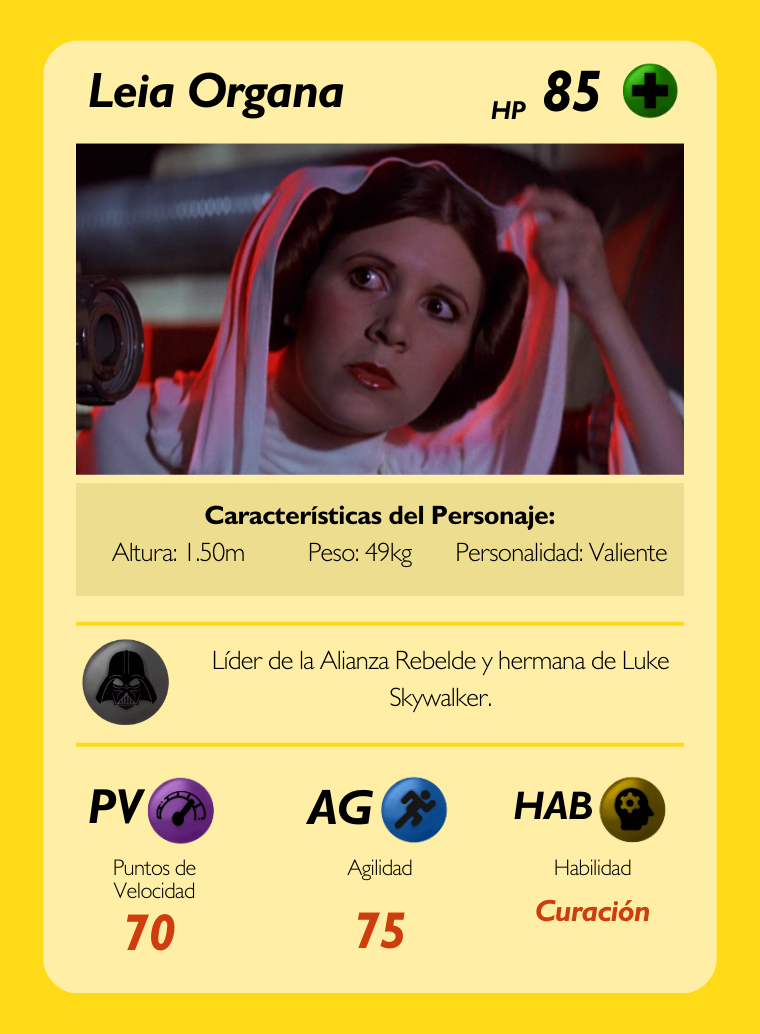 Leia Organa
HP 85
Características del Personaje:
Altura: 1.50m Peso: 49kg Personalidad: Valiente
Líder de la Alianza Rebelde y hermana de Luke
Skywalker.
PV AG HAB
Puntos de
Velocidad
Agilidad
Habilidad
70
75
Curación